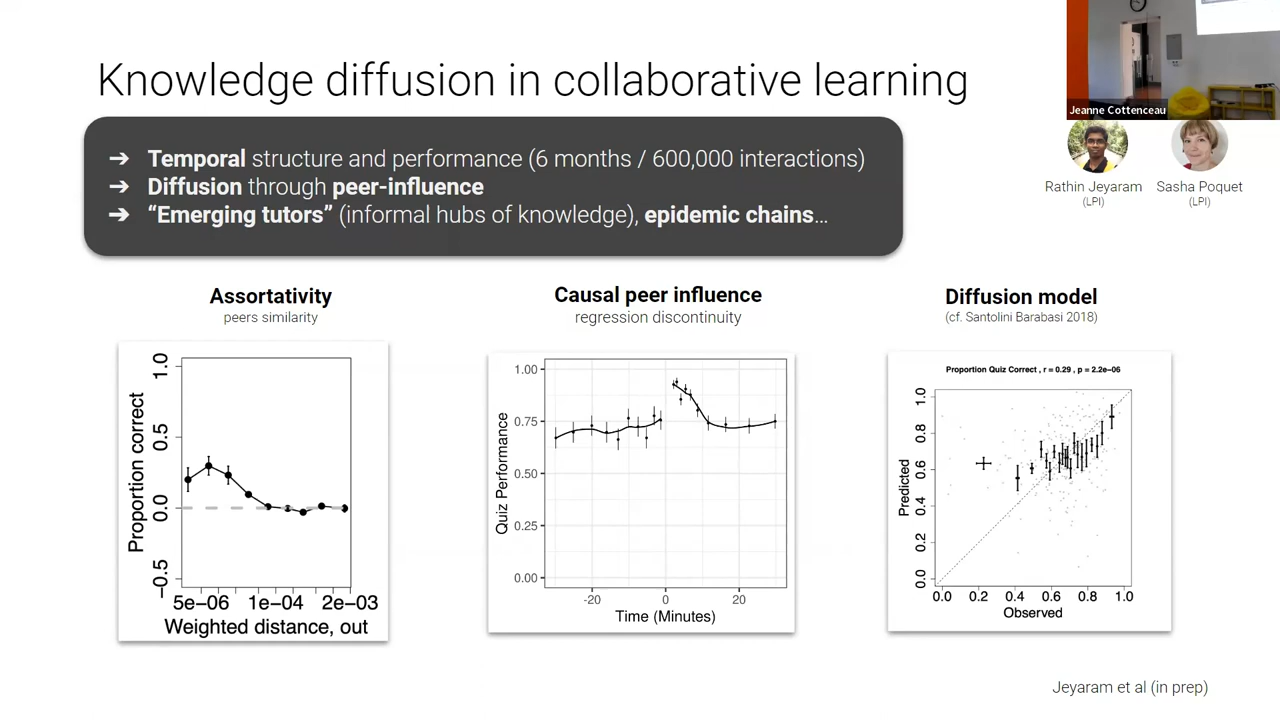 Knowledge diffusion in collaborative learning
Jeanne Cottenceau
➔ Temporal structure and performance (6 months / 600,000 interactions)
➔ Diffusion through peer-influence
➔ “Emerging tutors” (informal hubs of knowledge), epidemic chains…
Rathin Jeyaram
(LPI)
Sasha Poquet
(LPI)
Assortativity
peers similarity
Proportion correct
1.0
0.5
0.0
−0.5
5e−06 1e−04 2e−03
Weighted distance, out
Causal peer influence
regression discontinuity
Quiz Performance
1.00
0.75
0.50
0.25
0.00
-20 0 20
Time (Minutes)
Diffusion model
(cf. Santolini Barabasi 2018)
Proportion Quiz Correct , r = 0.29 , p = 2.2e−06
Predicted
1.0
0.8
0.6
0.4
0.2
0.0
0.0 0.2 0.4 0.6 0.8 1.0
Observed
Jeyaram et al (in prep)